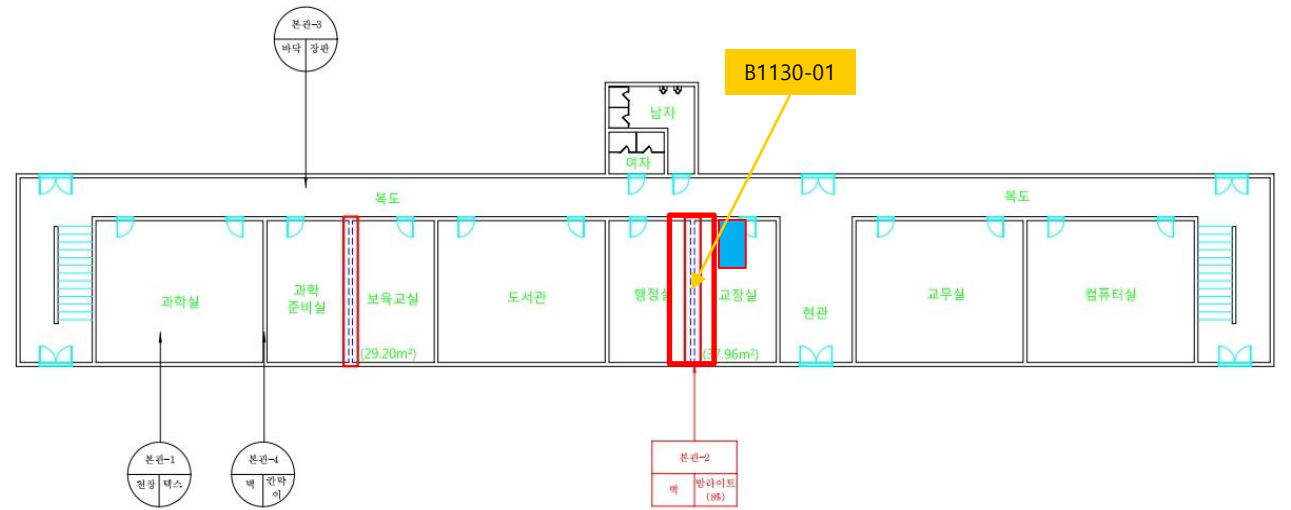 본관-3
바닥 장판
B1130-01
남자
여자
복도
복도
과학실
과학
준비실
보육교실
(29.20m²)
도서관
행정실
교장실
(37.96m²)
현관
교무실
컴퓨터실
본관-1
천장 텍스
본관-4
벽 칸막
이
본관-2
벽 밤라이트
(8%)